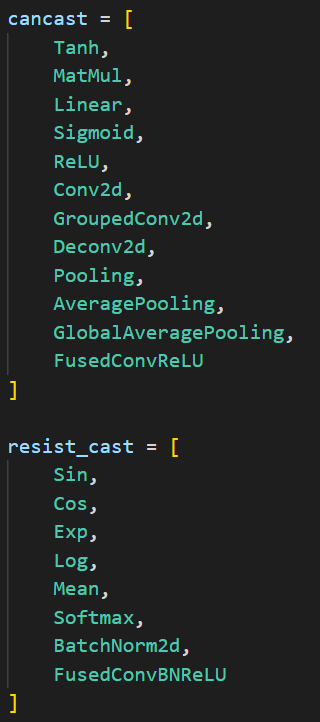 cancast = [
    Tanh,
    MatMul,
    Linear,
    Sigmoid,
    ReLU,
    Conv2d,
    GroupedConv2d,
    Deconv2d,
    Pooling,
    AveragePooling,
    GlobalAveragePooling,
    FusedConvReLU
]

resist_cast = [
    Sin,
    Cos,
    Exp,
    Log,
    Mean,
    Softmax,
    BatchNorm2d,
    FusedConvBNReLU
]